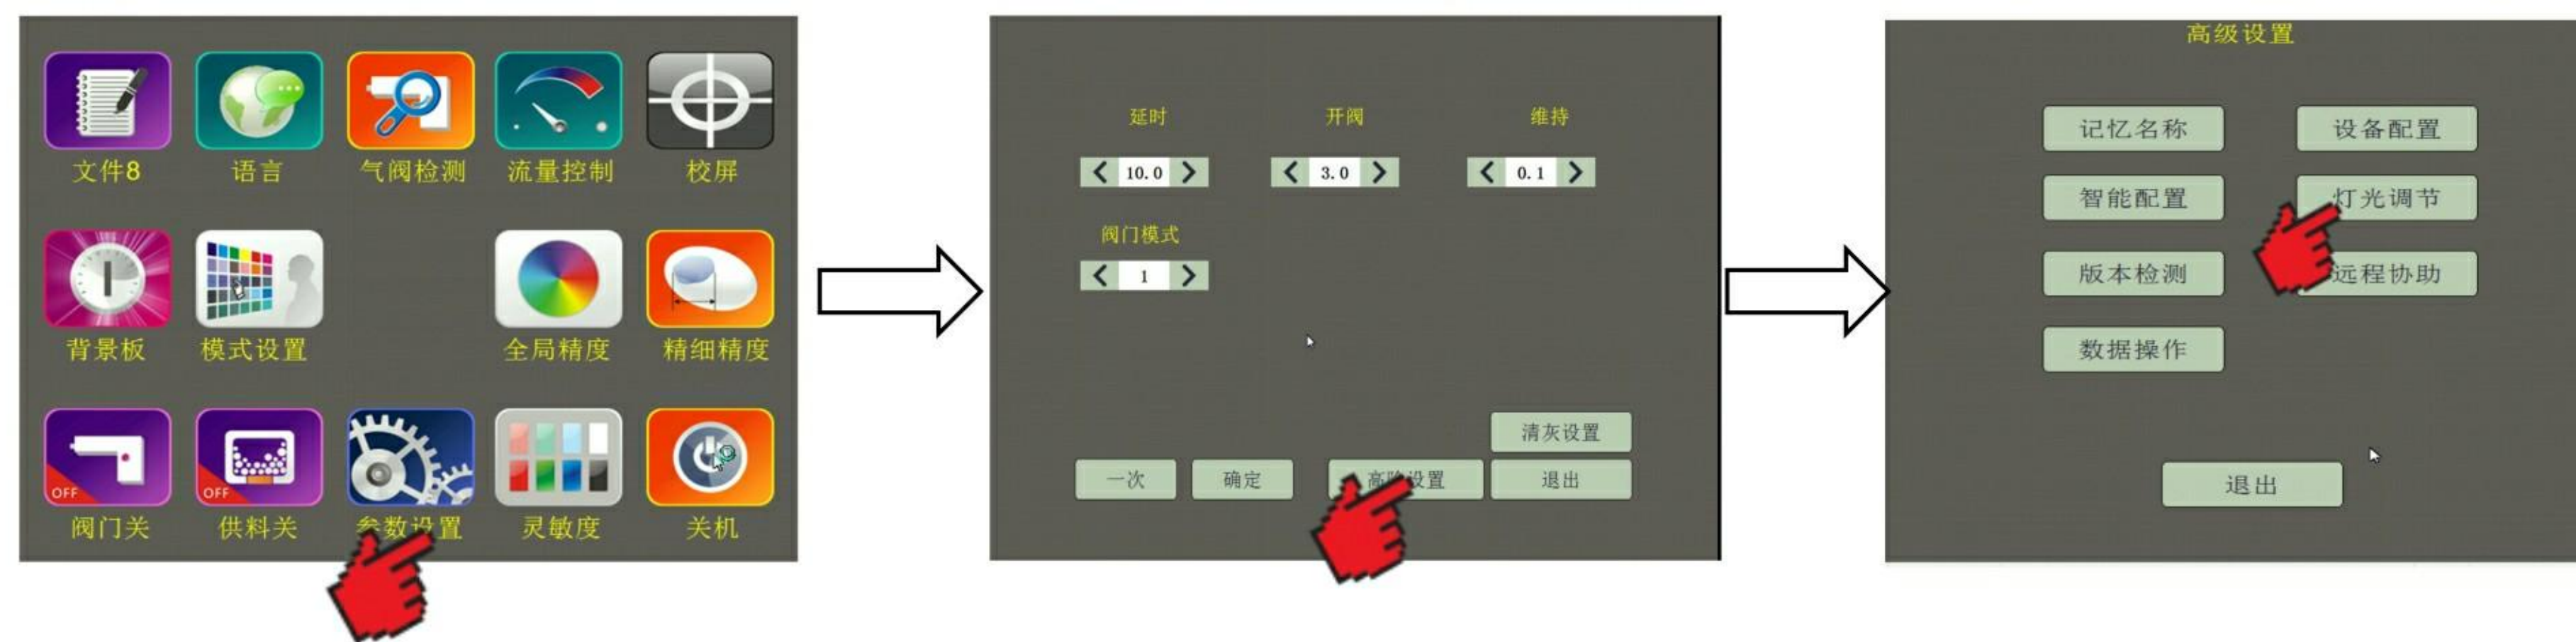 文件8 语言 气阀检测 流量控制 校屏
背景板 模式设置 全局精度 精细精度
OFF OFF
阀门关 供料关 参数设置 灵敏度 关机
延时 开阀 维持
10.0 3.0 0.1
阀门模式
1
清灰设置
一次 确定 高阶设置 退出
高级设置
记忆名称 设备配置
智能配置 灯光调节
版本检测 远程协助
数据操作
退出